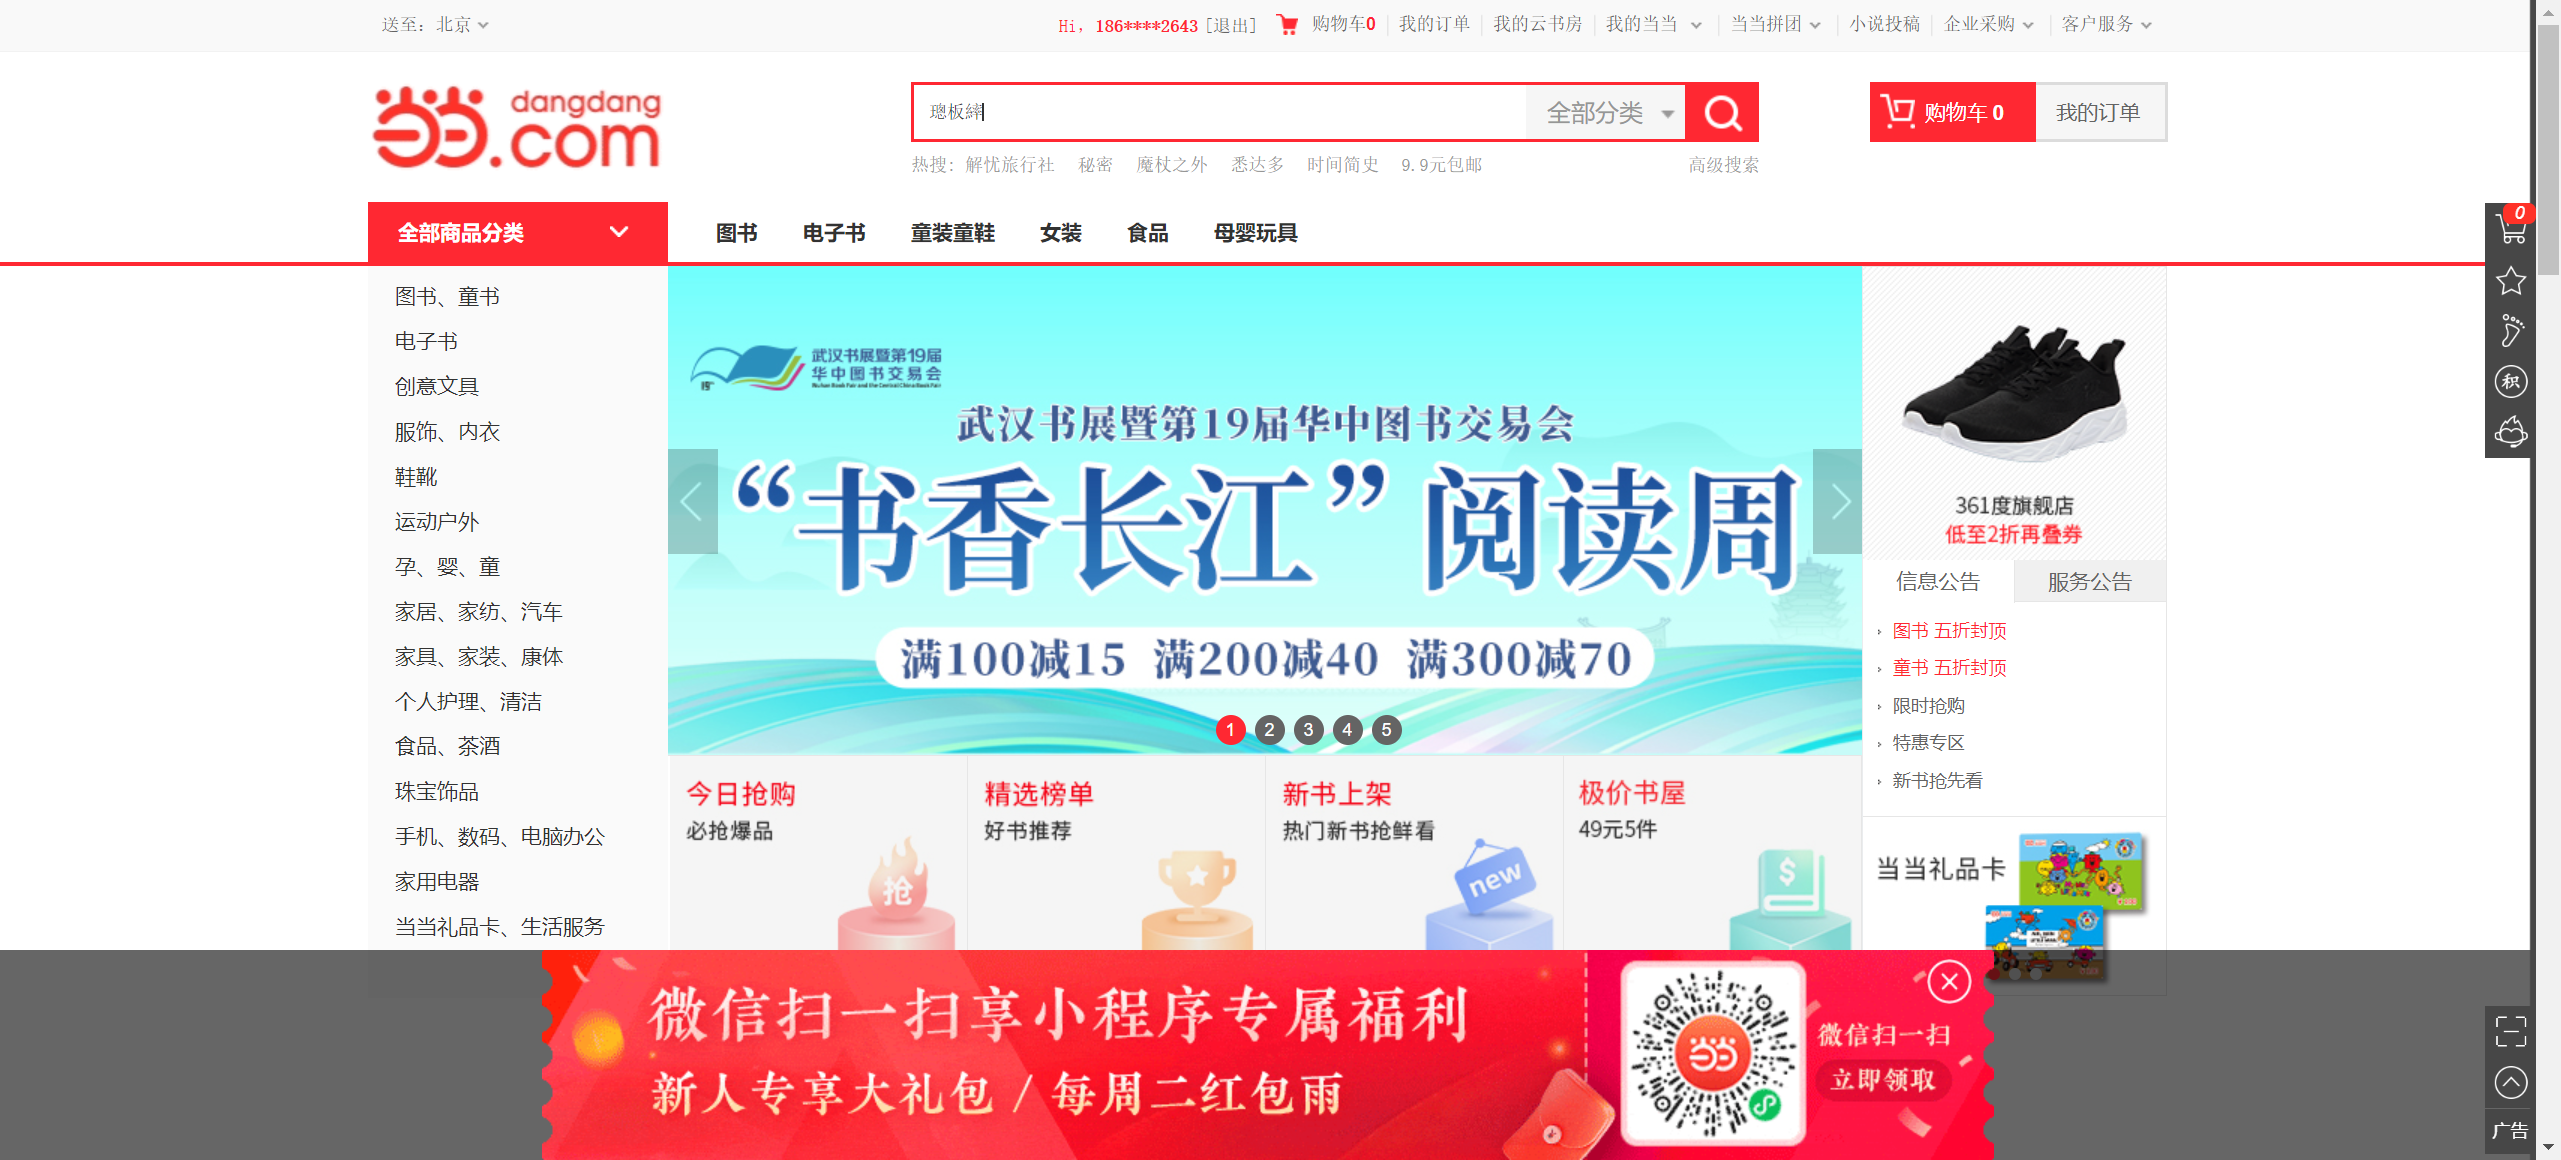 送至：北京
Hi，186****2643 [退出] 购物车0 我的订单 我的云书房 我的当当 当当拼团 小说投稿 企业采购 客户服务
dangdang
.com
全部分类
购物车 0 我的订单
热搜：解忧旅行社 秘密 魔杖之外 悉达多 时间简史 9.9元包邮 高级搜索
全部商品分类 图书 电子书 童装童鞋 女装 食品 母婴玩具
图书、童书
电子书
创意文具
服饰、内衣
鞋靴
运动户外
孕、婴、童
家居、家纺、汽车
家具、家装、康体
个人护理、清洁
食品、茶酒
珠宝饰品
手机、数码、电脑办公
家用电器
当当礼品卡、生活服务
武汉书展暨第19届
华中图书交易会
武汉书展暨第19届华中图书交易会
“书香长江”阅读周
满100减15 满200减40 满300减70
1 2 3 4 5
今日抢购
必抢爆品
抢
精选榜单
好书推荐
新书上架
热门新书抢鲜看
new
极价书屋
49元5件
$
361度旗舰店
低至2折再叠券
信息公告 服务公告
图书 五折封顶
童书 五折封顶
限时抢购
特惠专区
新书抢先看
当当礼品卡
0
积
微信扫一扫享小程序专属福利
新人专享大礼包 / 每周二红包雨
微信扫一扫
立即领取
广告